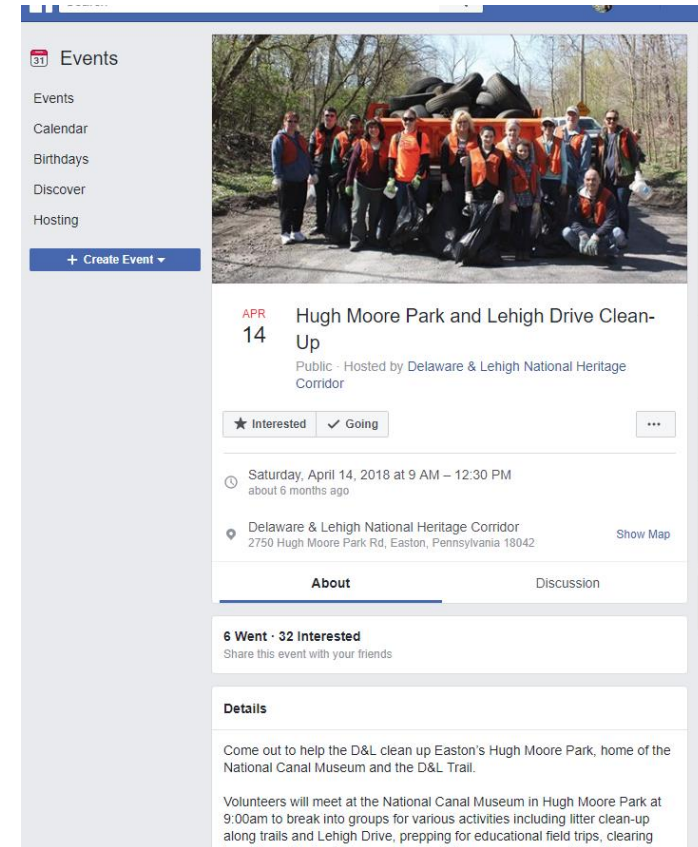 Events
Events
Calendar
Birthdays
Discover
Hosting
+ Create Event
APR
14
Hugh Moore Park and Lehigh Drive Clean-
Up
Public · Hosted by Delaware & Lehigh National Heritage
Corridor
Interested
Going
...
Saturday, April 14, 2018 at 9 AM – 12:30 PM
about 6 months ago
Delaware & Lehigh National Heritage Corridor
2750 Hugh Moore Park Rd, Easton, Pennsylvania 18042
Show Map
About
Discussion
6 Went · 32 Interested
Share this event with your friends
Details
Come out to help the D&L clean up Easton's Hugh Moore Park, home of the
National Canal Museum and the D&L Trail.
Volunteers will meet at the National Canal Museum in Hugh Moore Park at
9:00am to break into groups for various activities including litter clean-up
along trails and Lehigh Drive, prepping for educational field trips, clearing